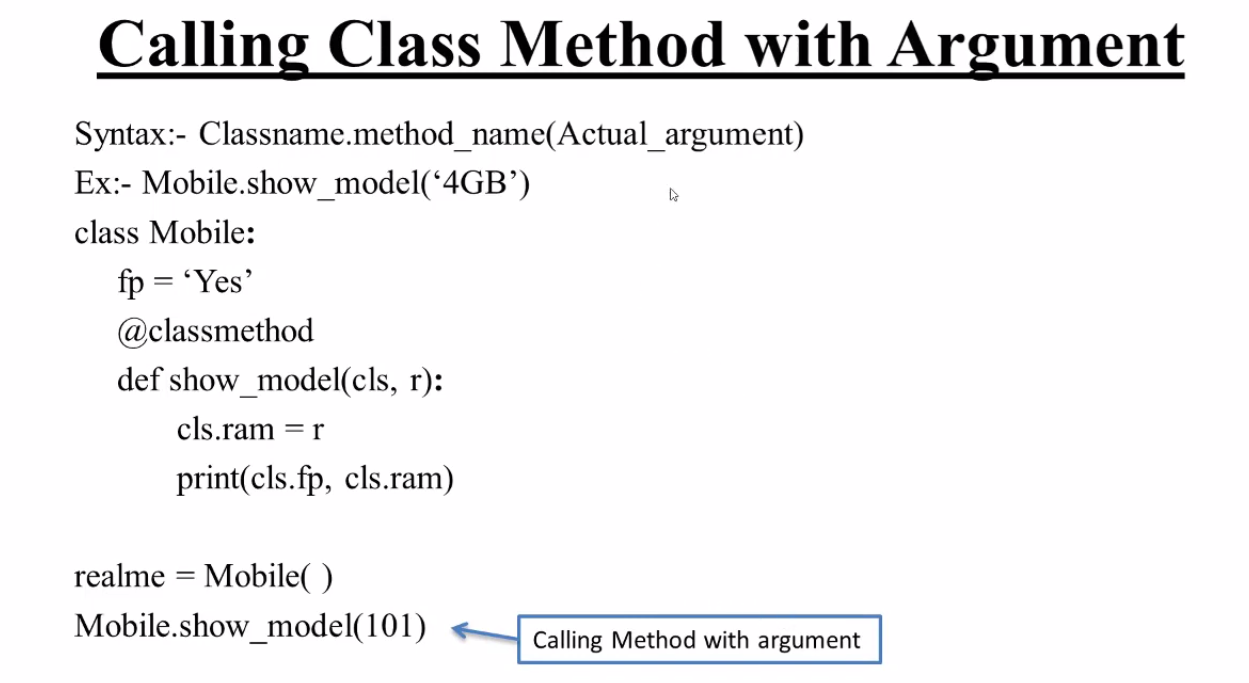 Calling Class Method with Argument
Syntax:- Classname.method_name(Actual_argument)
Ex:- Mobile.show_model(‘4GB’)
class Mobile:
fp = ‘Yes’
@classmethod
def show_model(cls, r):
cls.ram = r
print(cls.fp, cls.ram)
realme = Mobile( )
Mobile.show_model(101)
Calling Method with argument